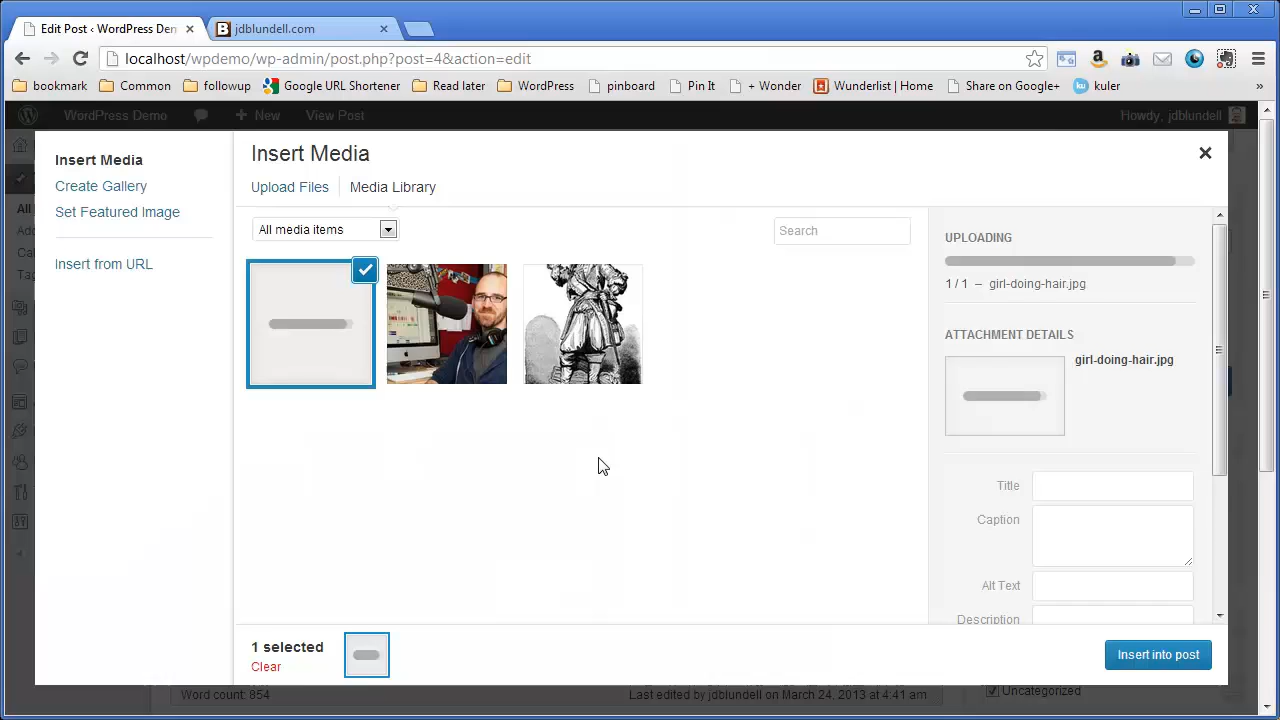 Edit Post ‹ WordPress Dem
jdblundell.com
localhost/wpdemo/wp-admin/post.php?post=4&action=edit
bookmark
Common
followup
Google URL Shortener
Read later
WordPress
pinboard
Pin It
+ Wonder
Wunderlist | Home
Share on Google+
ku
kuler
»
WordPress Demo
+ New
View Post
Howdy, jdblundell
Insert Media
Create Gallery
Set Featured Image
Insert from URL
Insert Media
Upload Files
Media Library
All media items
Search
UPLOADING
1 / 1 – girl-doing-hair.jpg
ATTACHMENT DETAILS
girl-doing-hair.jpg
Title
Caption
Alt Text
Description
1 selected
Clear
Insert into post
All
Add
Cat
Tag
Word count: 854
Last edited by jdblundell on March 24, 2013 at 4:41 am
Uncategorized